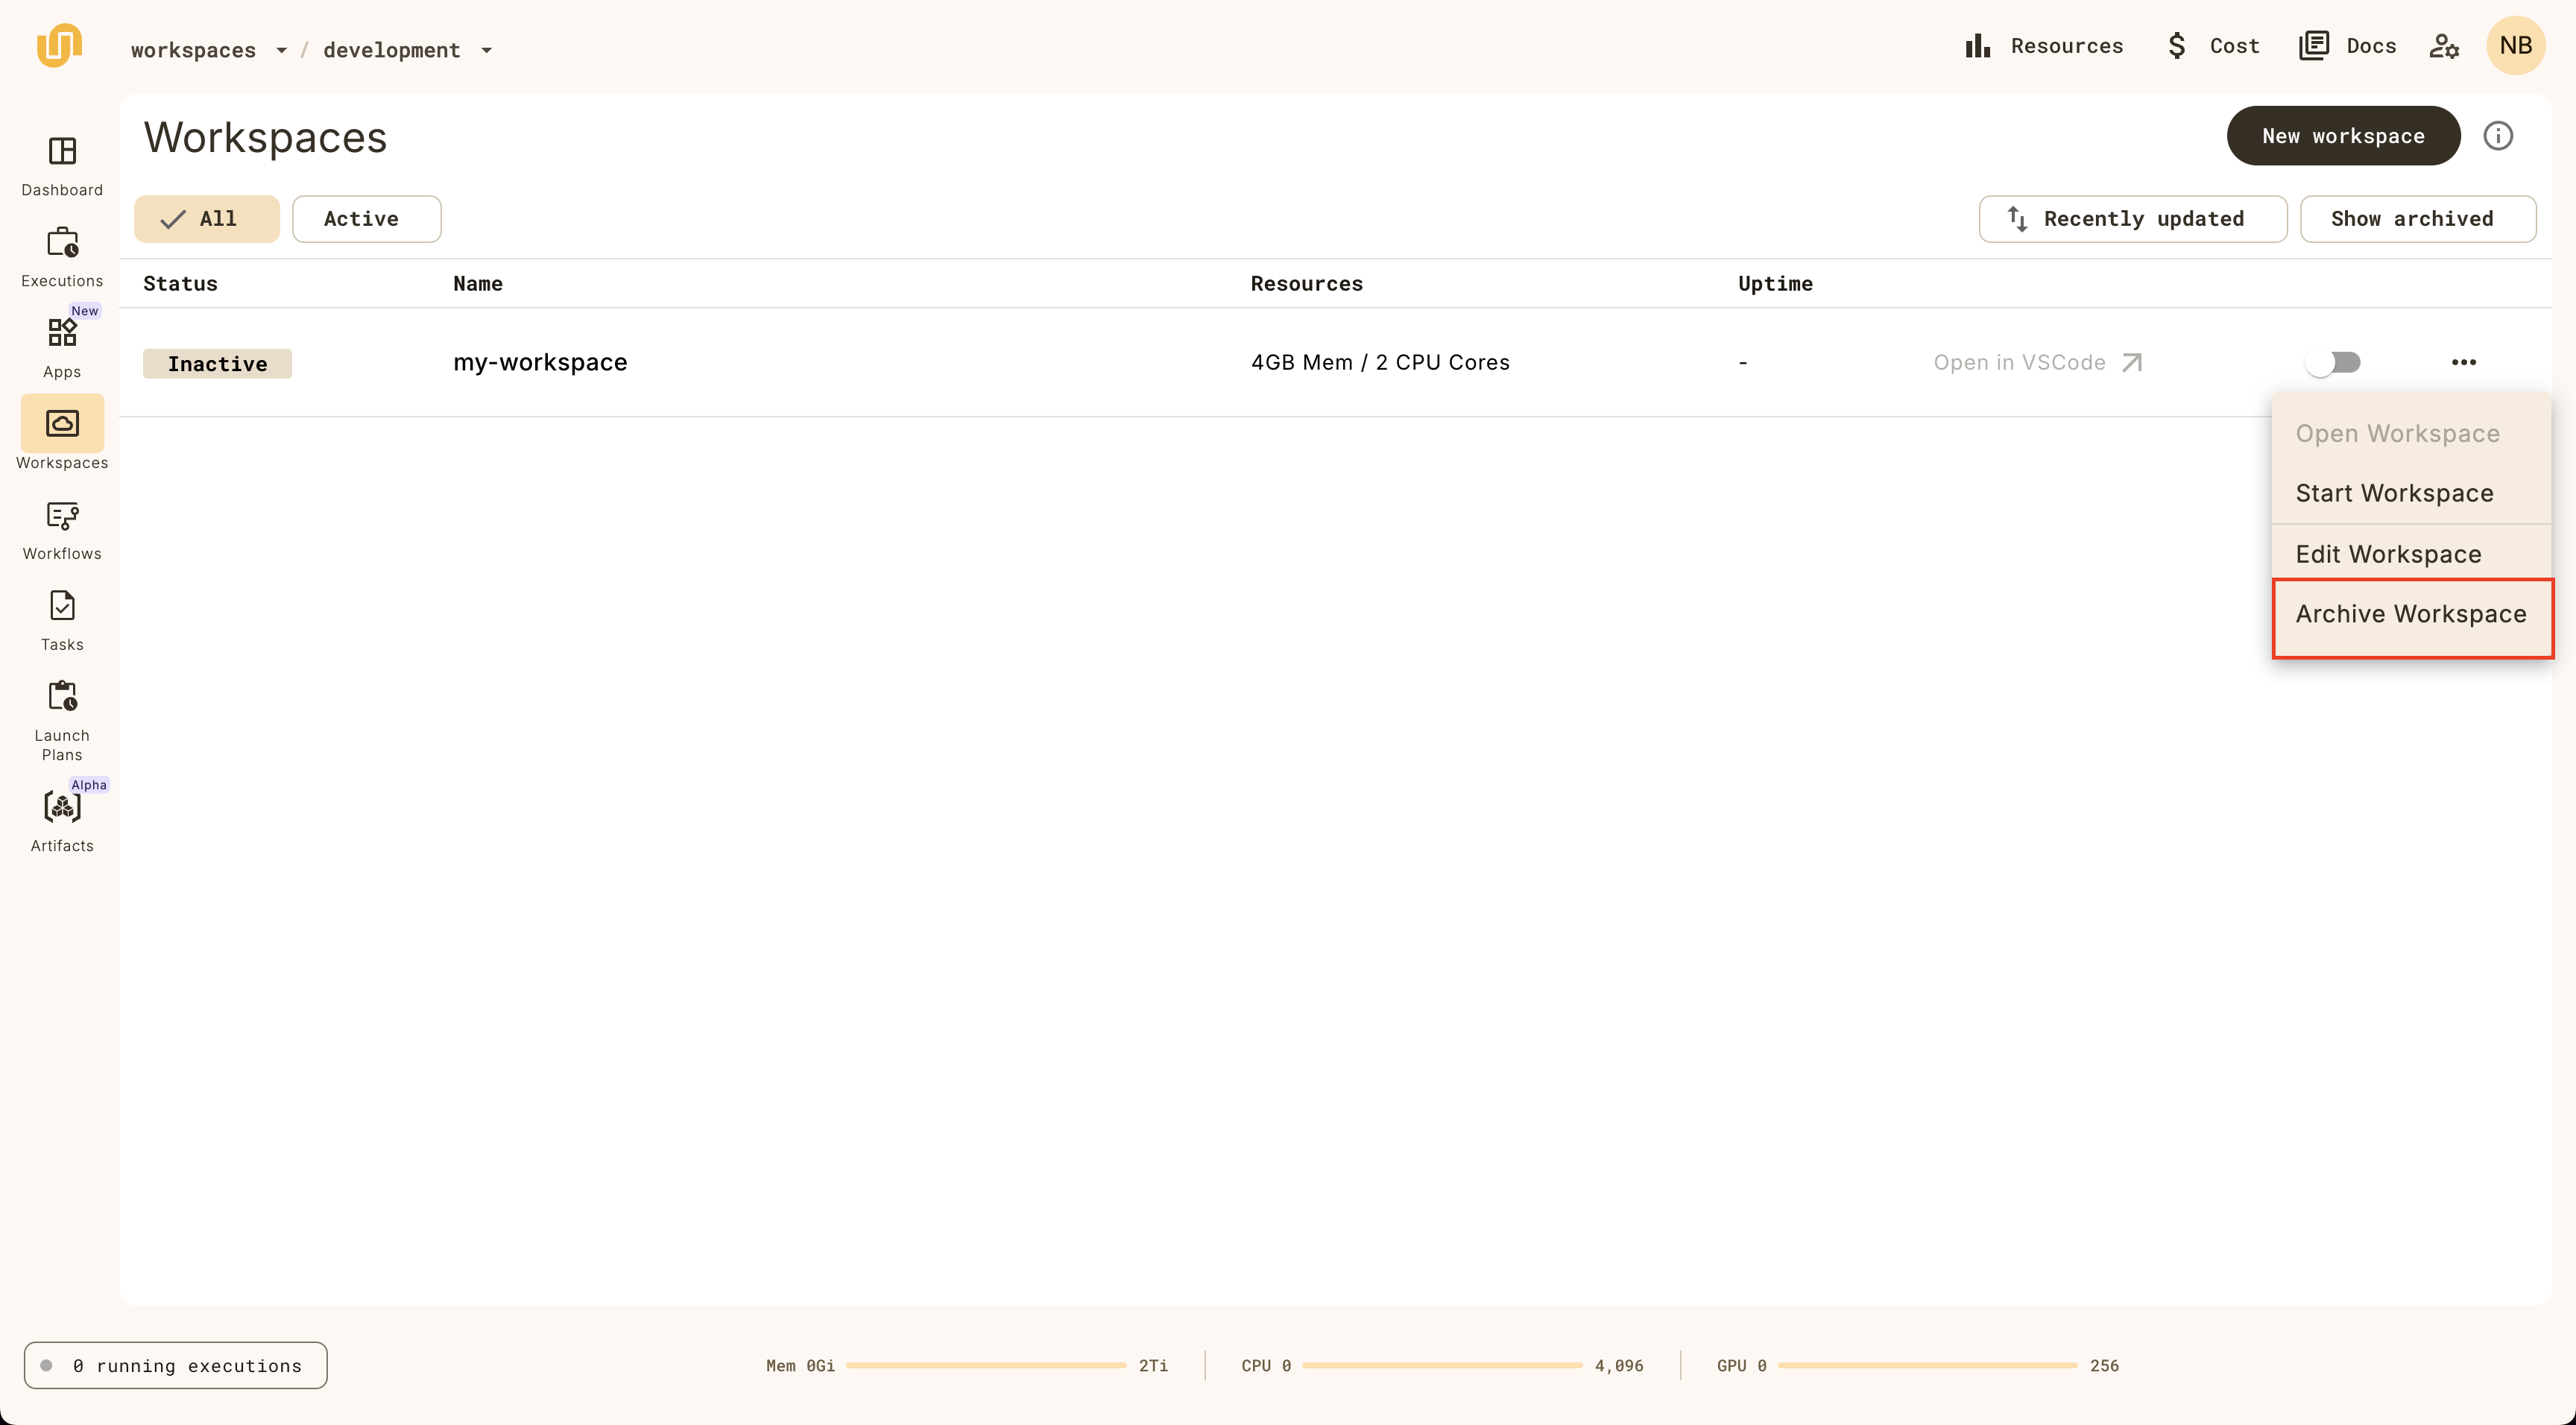 workspaces / development
Resources
Cost
Docs
NB
Dashboard
Executions
New
Apps
Workspaces
Workflows
Tasks
Launch
Plans
Alpha
Artifacts
Workspaces
New workspace
All
Active
Recently updated
Show archived
Status Name Resources Uptime
Inactive my-workspace 4GB Mem / 2 CPU Cores - Open in VSCode
Open Workspace
Start Workspace
Edit Workspace
Archive Workspace
0 running executions
Mem 0Gi 2Ti
CPU 0 4,096
GPU 0 256